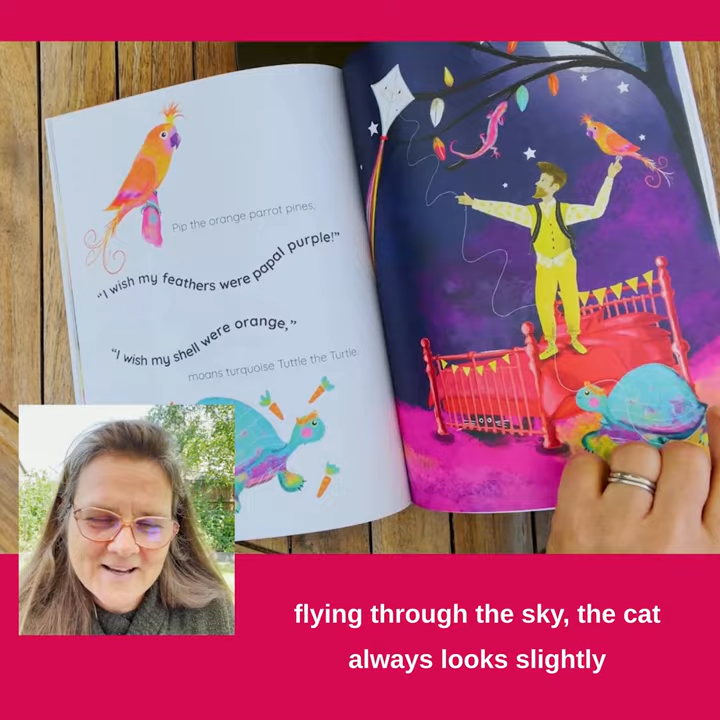 Pip the orange parrot pines,
"I wish my feathers were papal purple!"
"I wish my shell were orange,"
moans turquoise Tuttle the Turtle.
flying through the sky, the cat
always looks slightly